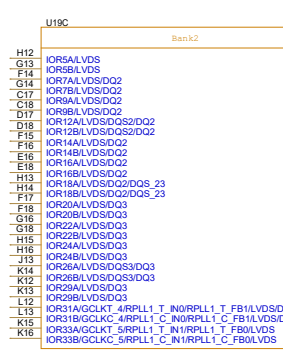 U19C
Bank2
H12 IOR5A/LVDS
G13 IOR5B/LVDS
F14 IOR7A/LVDS/DQ2
G14 IOR7B/LVDS/DQ2
C17 IOR9A/LVDS/DQ2
C18 IOR9B/LVDS/DQ2
D17 IOR12A/LVDS/DQS2/DQ2
D18 IOR12B/LVDS/DQS2/DQ2
F15 IOR14A/LVDS/DQ2
F16 IOR14B/LVDS/DQ2
E16 IOR16A/LVDS/DQ2
E18 IOR16B/LVDS/DQ2
H13 IOR18A/LVDS/DQ2/DQS_23
H14 IOR18B/LVDS/DQ2/DQS_23
F17 IOR20A/LVDS/DQ3
F18 IOR20B/LVDS/DQ3
G16 IOR22A/LVDS/DQ3
G18 IOR22B/LVDS/DQ3
H15 IOR24A/LVDS/DQ3
H16 IOR24B/LVDS/DQ3
J13 IOR26A/LVDS/DQS3/DQ3
K14 IOR26B/LVDS/DQS3/DQ3
K12 IOR29A/LVDS/DQ3
K13 IOR29B/LVDS/DQ3
L12 IOR31A/GCLKT_4/RPLL1_T_IN0/RPLL1_T_FB1/LVDS/D
L13 IOR31B/GCLKC_4/RPLL1_C_IN0/RPLL1_C_FB1/LVDS/D
K15 IOR33A/GCLKT_5/RPLL1_T_IN1/RPLL1_T_FB0/LVDS
K16 IOR33B/GCLKC_5/RPLL1_C_IN1/RPLL1_C_FB0/LVDS